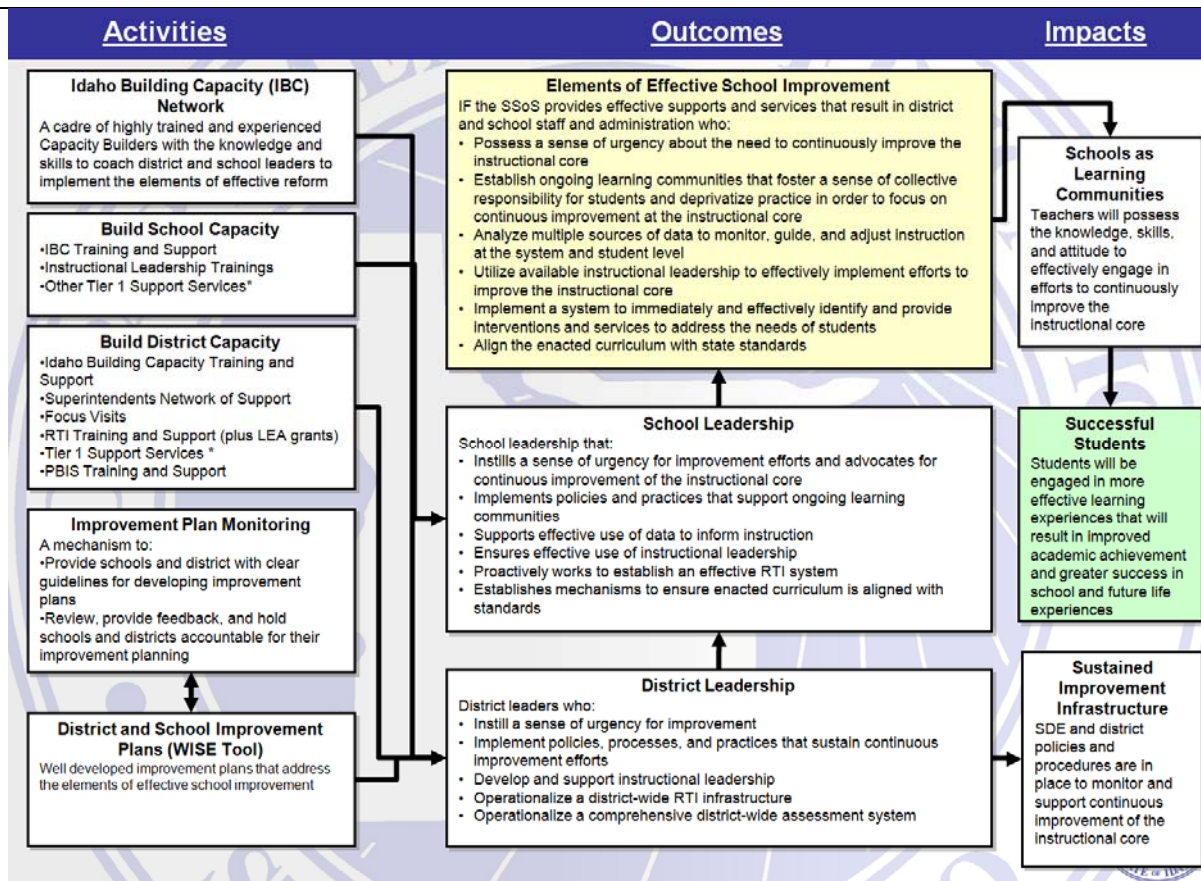 Activities
Outcomes
Impacts
Idaho Building Capacity (IBC)
Network
A cadre of highly trained and experienced
Capacity Builders with the knowledge and
skills to coach district and school leaders to
implement the elements of effective reform
Build School Capacity
•IBC Training and Support
•Instructional Leadership Trainings
•Other Tier 1 Support Services*
Build District Capacity
•Idaho Building Capacity Training and
Support
•Superintendents Network of Support
•Focus Visits
•RTI Training and Support (plus LEA grants)
•Tier 1 Support Services *
•PBIS Training and Support
Improvement Plan Monitoring
A mechanism to:
•Provide schools and district with clear
guidelines for developing improvement
plans
•Review, provide feedback, and hold
schools and districts accountable for their
improvement planning
District and School Improvement
Plans (WISE Tool)
Well developed improvement plans that address
the elements of effective school improvement
Elements of Effective School Improvement
IF the SSoS provides effective supports and services that result in district
and school staff and administration who:
• Possess a sense of urgency about the need to continuously improve the
instructional core
• Establish ongoing learning communities that foster a sense of collective
responsibility for students and deprivatize practice in order to focus on
continuous improvement at the instructional core
• Analyze multiple sources of data to monitor, guide, and adjust instruction
at the system and student level
• Utilize available instructional leadership to effectively implement efforts to
improve the instructional core
• Implement a system to immediately and effectively identify and provide
interventions and services to address the needs of students
• Align the enacted curriculum with state standards
School Leadership
School leadership that:
• Instills a sense of urgency for improvement efforts and advocates for
continuous improvement of the instructional core
• Implements policies and practices that support ongoing learning
communities
• Supports effective use of data to inform instruction
• Ensures effective use of instructional leadership
• Proactively works to establish an effective RTI system
• Establishes mechanisms to ensure enacted curriculum is aligned with
standards
District Leadership
District leaders who:
• Instill a sense of urgency for improvement
• Implement policies, processes, and practices that sustain continuous
improvement efforts
• Develop and support instructional leadership
• Operationalize a district-wide RTI infrastructure
• Operationalize a comprehensive district-wide assessment system
Schools as
Learning
Communities
Teachers will possess
the knowledge, skills,
and attitude to
effectively engage in
efforts to continuously
improve the
instructional core
Successful
Students
Students will be
engaged in more
effective learning
experiences that will
result in improved
academic achievement
and greater success in
school and future life
experiences
Sustained
Improvement
Infrastructure
SDE and district
policies and
procedures are in
place to monitor and
support continuous
improvement of the
instructional core